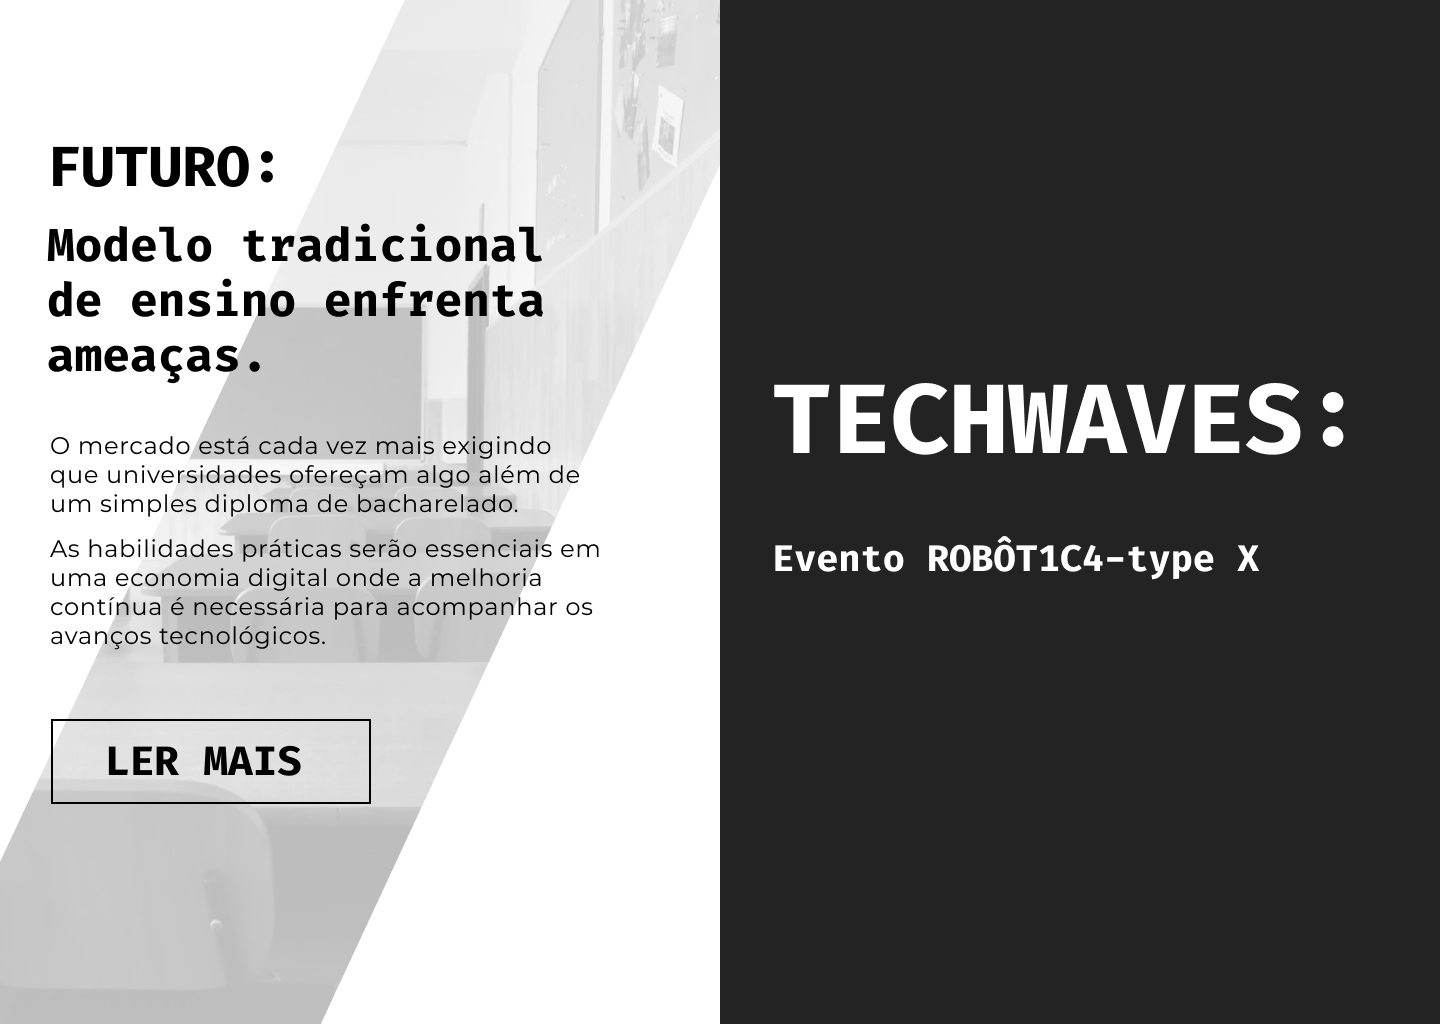 FUTURO:
Modelo tradicional
de ensino enfrenta
ameaças.
O mercado está cada vez mais exigindo
que universidades ofereçam algo além de
um simples diploma de bacharelado.
As habilidades práticas serão essenciais em
uma economia digital onde a melhoria
contínua é necessária para acompanhar os
avanços tecnológicos.
LER MAIS
TECHWAVES:
Evento ROBÔT1C4-type X